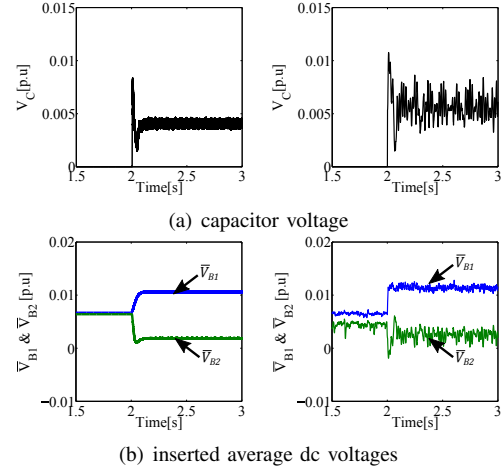 0.015
0.01
0.005
0
V_C[p.u]
1.5 2 2.5 3
Time[s]
0.015
0.01
0.005
0
V_C[p.u]
1.5 2 2.5 3
Time[s]
(a) capacitor voltage
0.02
0.01
0
−0.01
V̅_B1 & V̅_B2 [p.u]
V̅_B1
V̅_B2
1.5 2 2.5 3
Time[s]
0.02
0.01
0
−0.01
V̅_B1 & V̅_B2 [p.u]
V̅_B1
V̅_B2
1.5 2 2.5 3
Time[s]
(b) inserted average dc voltages